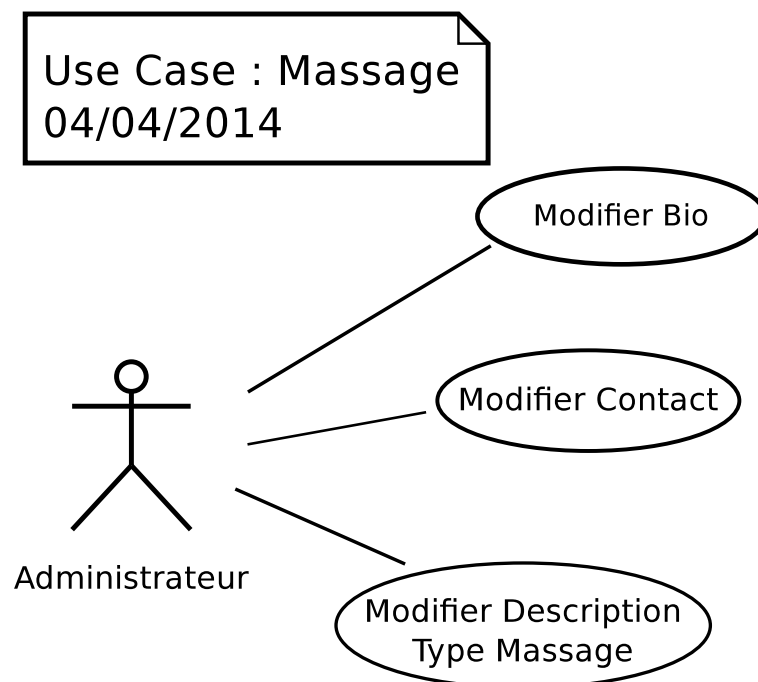 Use Case : Massage
04/04/2014
Modifier Bio
Modifier Contact
Administrateur
Modifier Description
Type Massage